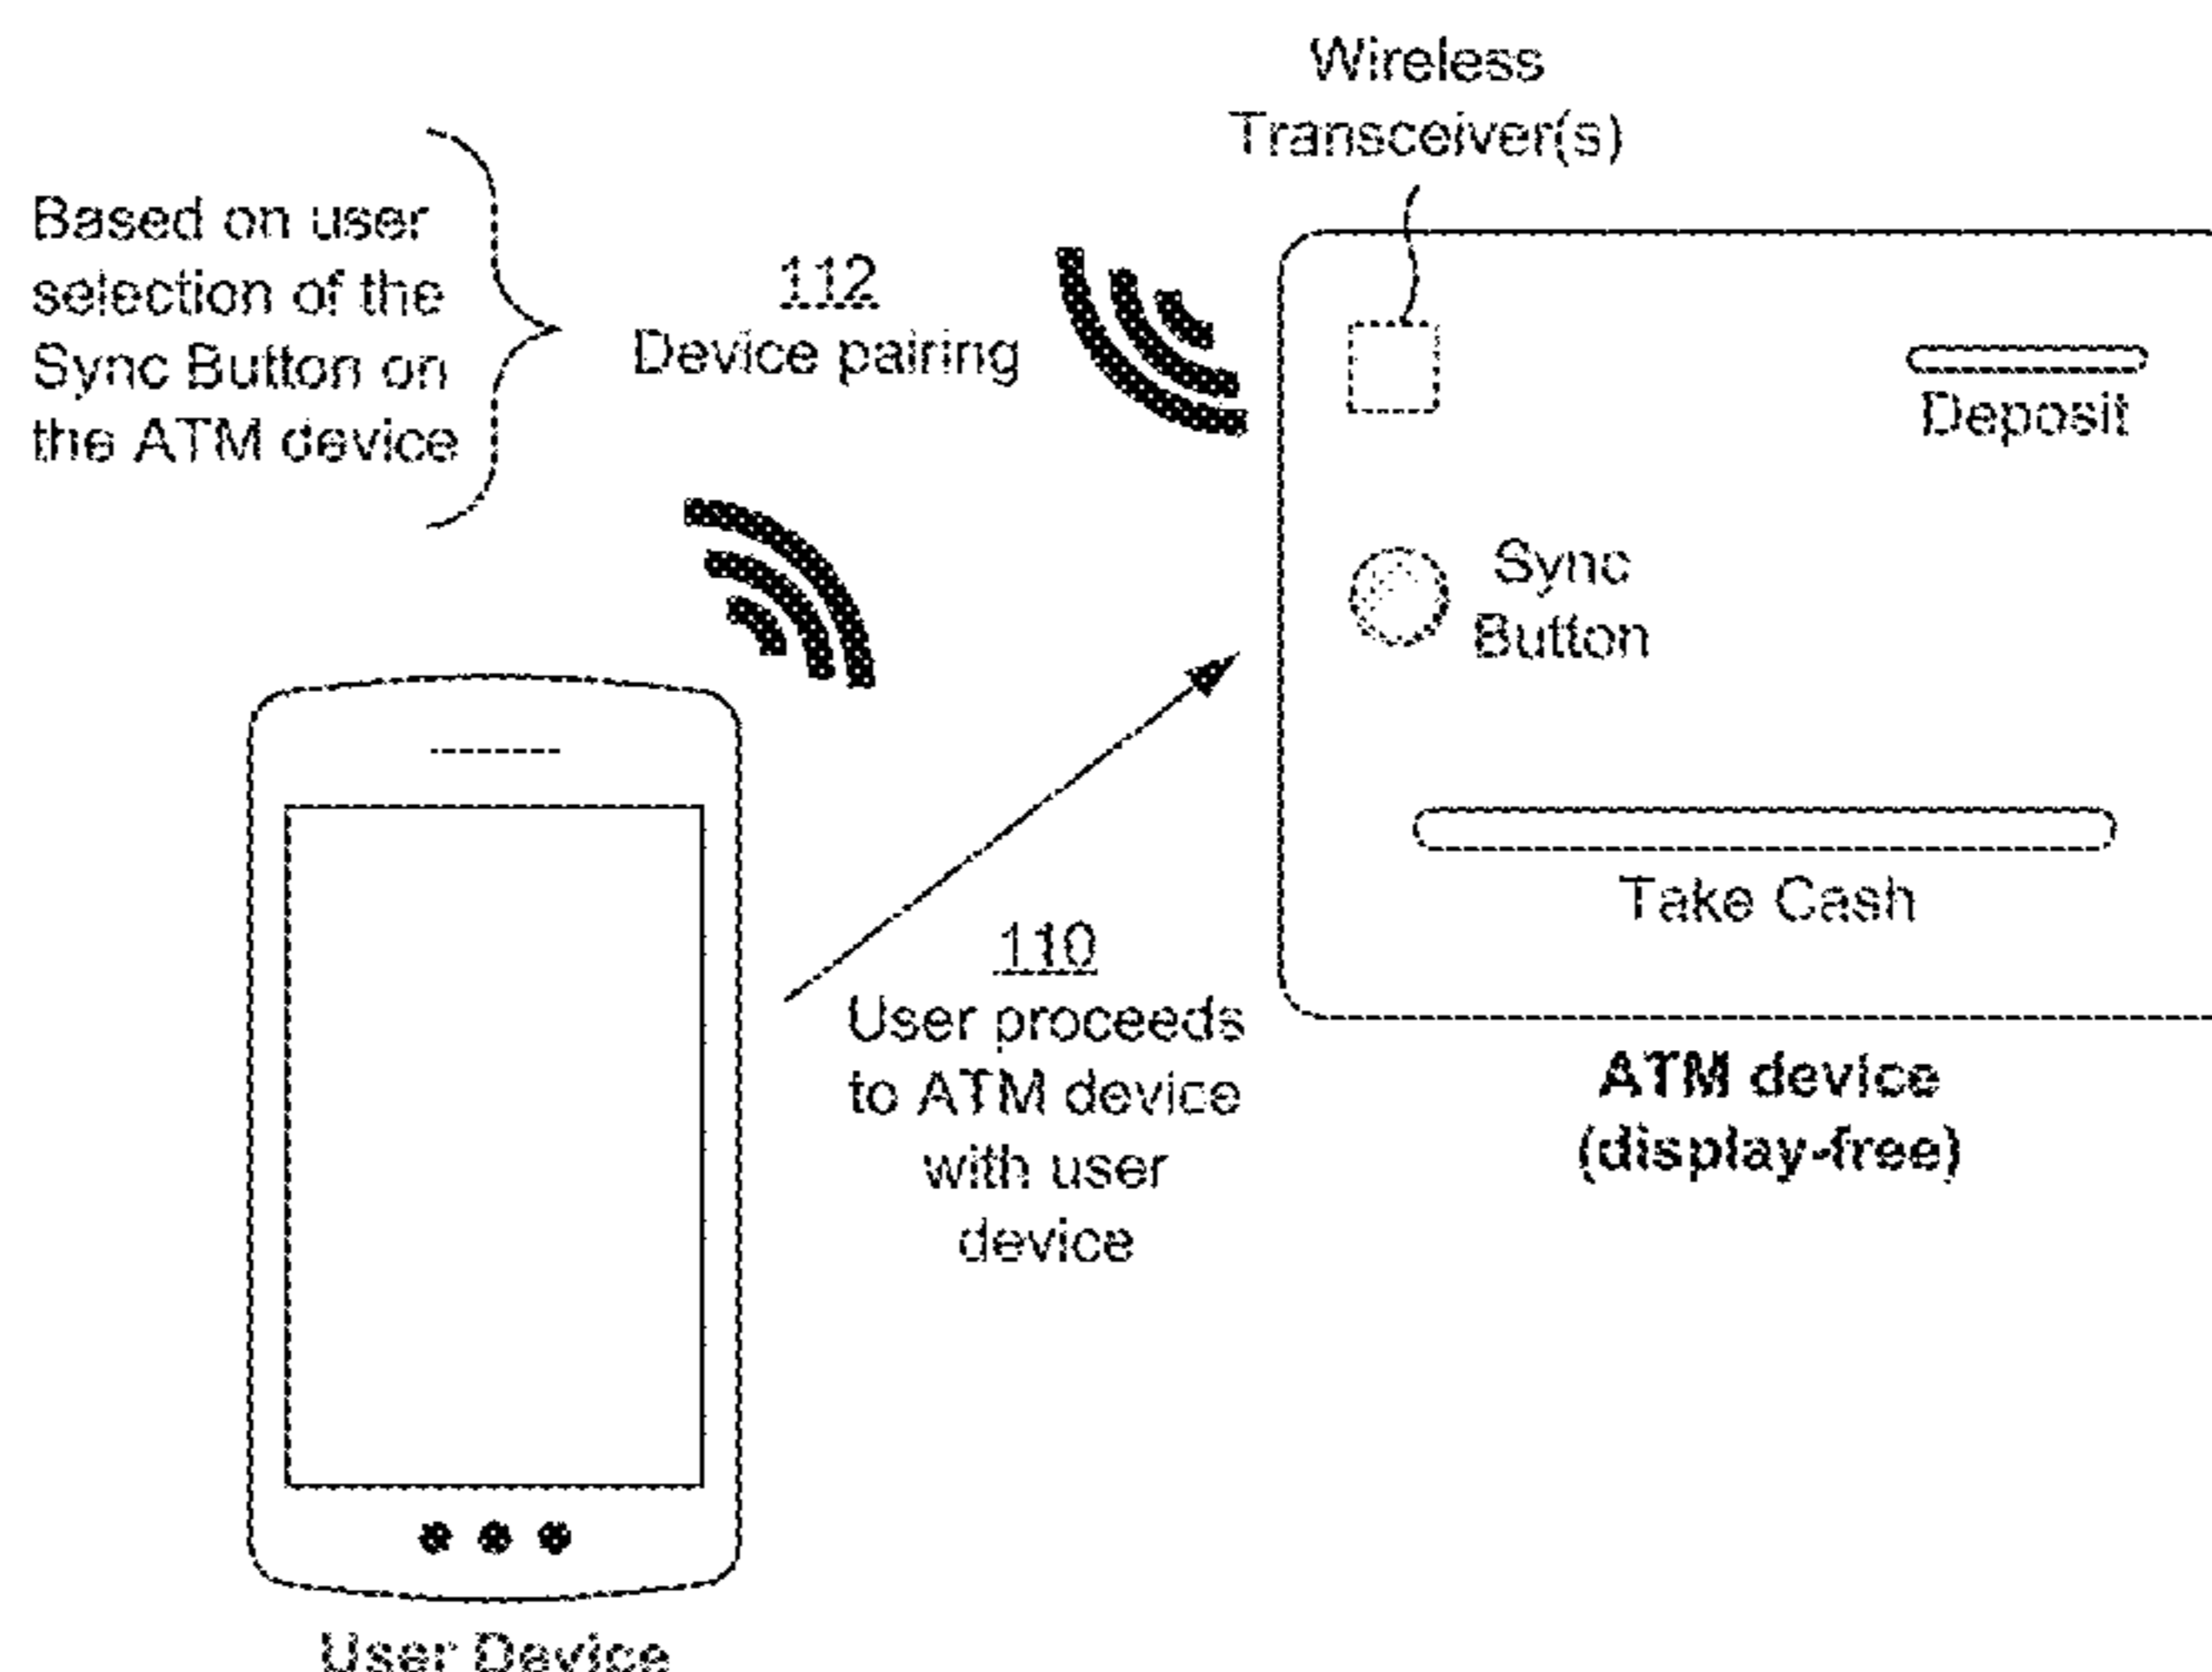 Wireless
Transceiver(s)
Based on user
selection of the
Sync Button on
the ATM device
112
Device pairing
Deposit
Sync
Button
Take Cash
110
User proceeds
to ATM device
with user
device
ATM device
(display-free)
User Device